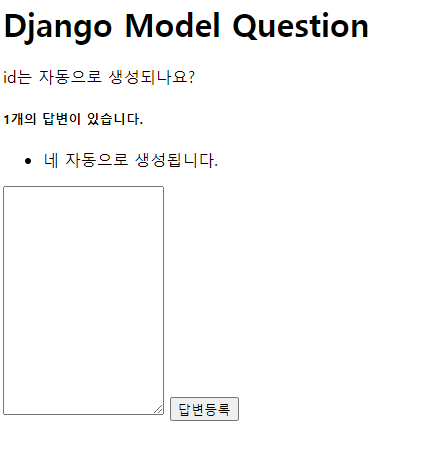 Django Model Question
id는 자동으로 생성되나요?
1개의 답변이 있습니다.
네 자동으로 생성됩니다.
답변등록